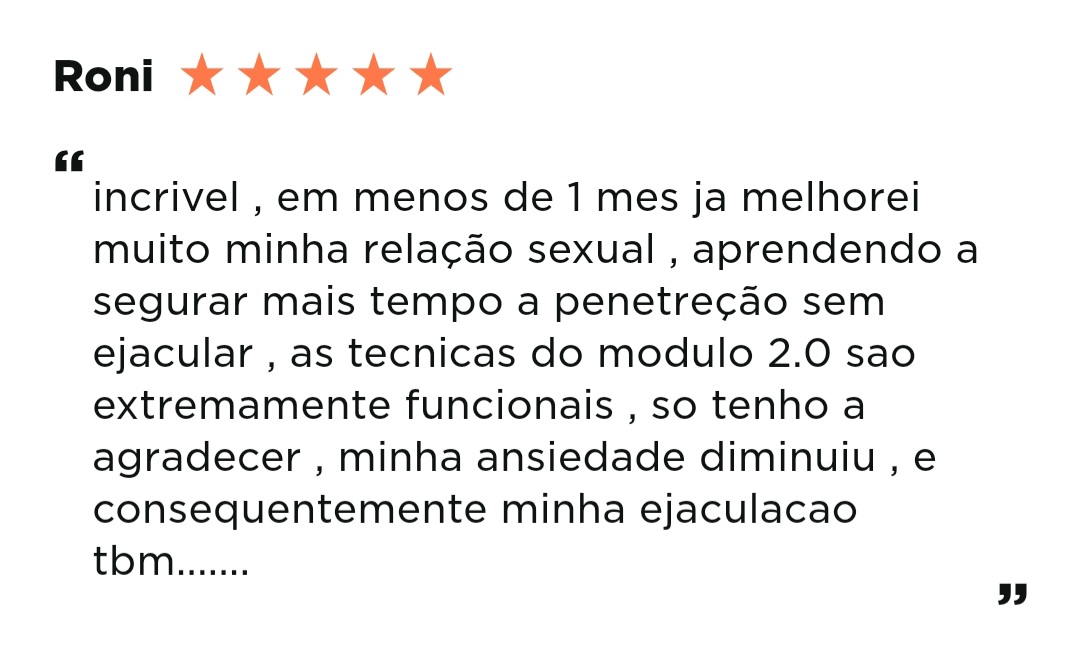 Roni
“
incrivel , em menos de 1 mes ja melhorei
muito minha relação sexual , aprendendo a
segurar mais tempo a penetreção sem
ejacular , as tecnicas do modulo 2.0 sao
extremamente funcionais , so tenho a
agradecer , minha ansiedade diminuiu , e
consequentemente minha ejaculacao
tbm.......
”